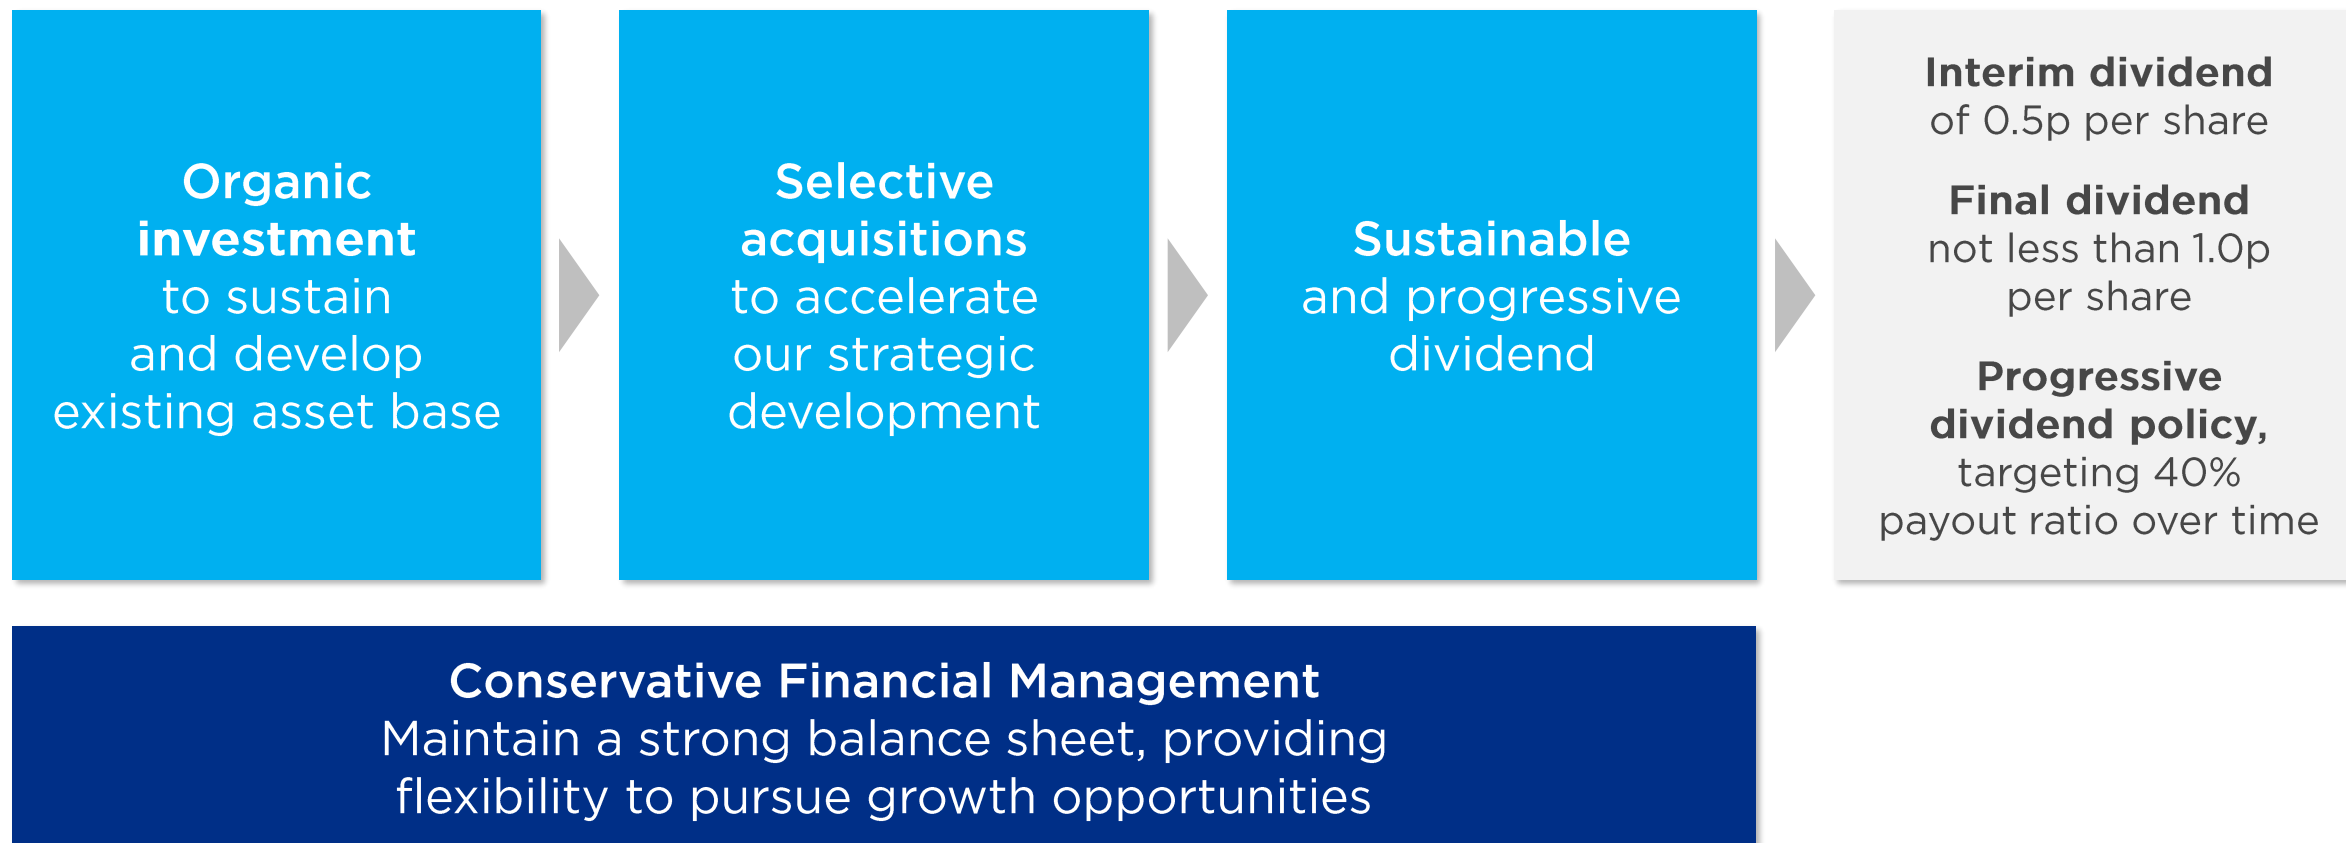 Organic
investment
to sustain
and develop
existing asset base
Selective
acquisitions
to accelerate
our strategic
development
Sustainable
and progressive
dividend
Interim dividend
of 0.5p per share
Final dividend
not less than 1.0p
per share
Progressive
dividend policy,
targeting 40%
payout ratio over time
Conservative Financial Management
Maintain a strong balance sheet, providing
flexibility to pursue growth opportunities